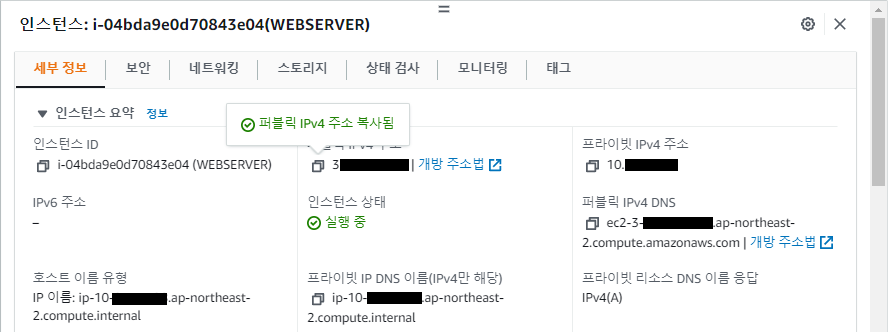 인스턴스: i-04bda9e0d70843e04(WEBSERVER)
세부 정보 보안 네트워킹 스토리지 상태 검사 모니터링 태그
인스턴스 요약 정보
퍼블릭 IPv4 주소 복사됨
인스턴스 ID
i-04bda9e0d70843e04 (WEBSERVER)
3 | 개방 주소법
프라이빗 IPv4 주소
10.
IPv6 주소
–
인스턴스 상태
실행 중
퍼블릭 IPv4 DNS
ec2-3- .ap-northeast-
2.compute.amazonaws.com | 개방 주소법
호스트 이름 유형
IP 이름: ip-10- .ap-northeast-
2.compute.internal
프라이빗 IP DNS 이름(IPv4만 해당)
ip-10- .ap-northeast-
2.compute.internal
프라이빗 리소스 DNS 이름 응답
IPv4(A)